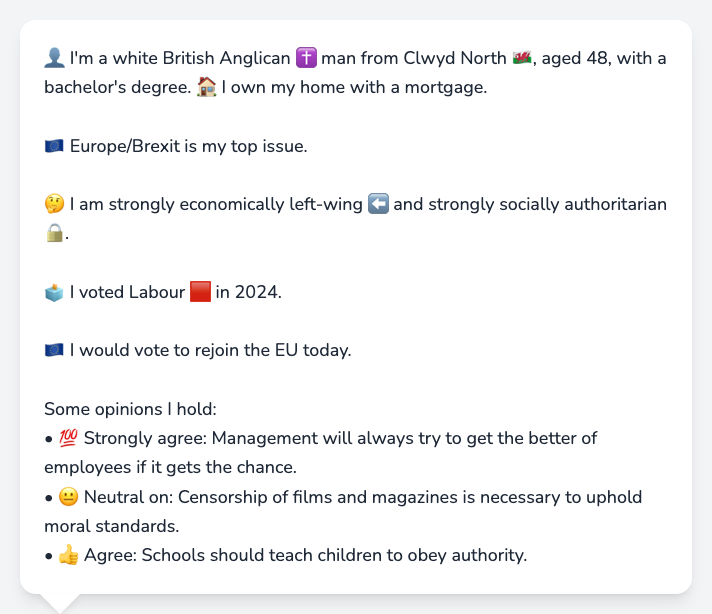 👤 I'm a white British Anglican ✝️ man from Clwyd North 🏴󠁧󠁢󠁷󠁬󠁳󠁿, aged 48, with a
bachelor's degree. 🏠 I own my home with a mortgage.
🇪🇺 Europe/Brexit is my top issue.
🤔 I am strongly economically left-wing ⬅️ and strongly socially authoritarian
🔒.
🗳️ I voted Labour 🟥 in 2024.
🇪🇺 I would vote to rejoin the EU today.
Some opinions I hold:
• 💯 Strongly agree: Management will always try to get the better of
employees if it gets the chance.
• 😐 Neutral on: Censorship of films and magazines is necessary to uphold
moral standards.
• 👍 Agree: Schools should teach children to obey authority.